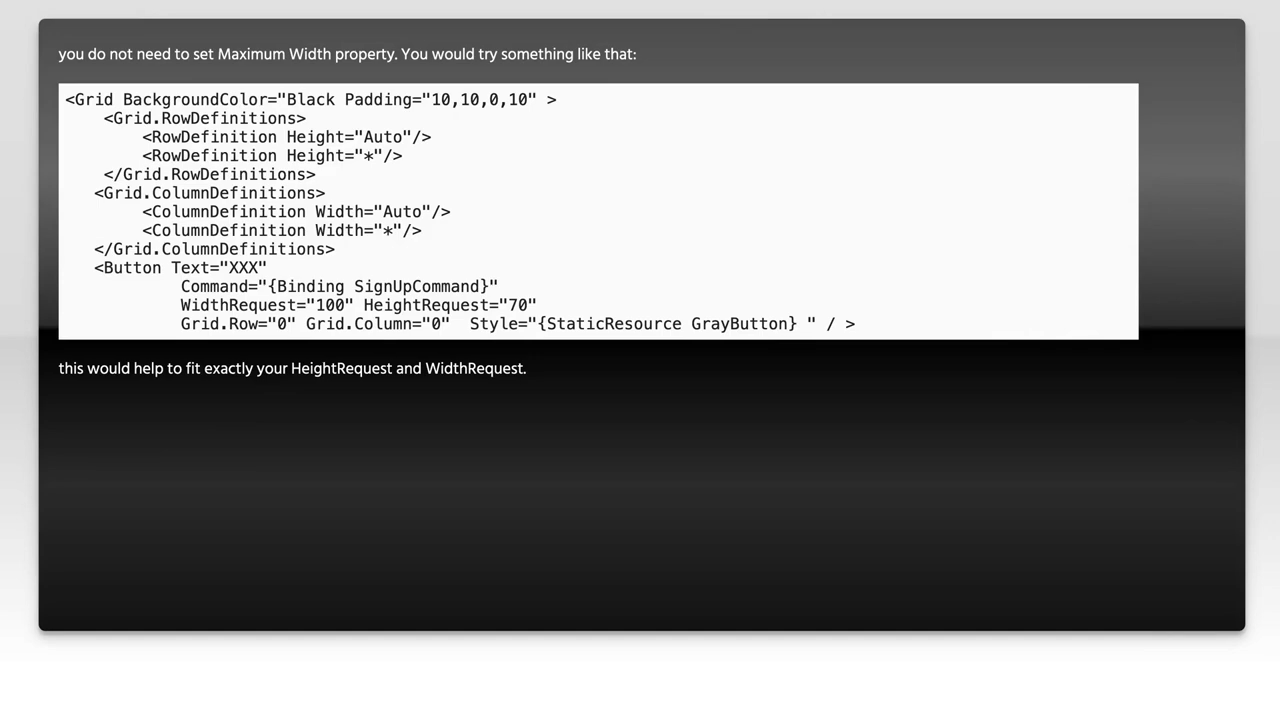 you do not need to set Maximum Width property. You would try something like that:
<Grid BackgroundColor="Black Padding="10,10,0,10" >
    <Grid.RowDefinitions>
        <RowDefinition Height="Auto"/>
        <RowDefinition Height="*"/>
    </Grid.RowDefinitions>
   <Grid.ColumnDefinitions>
        <ColumnDefinition Width="Auto"/>
        <ColumnDefinition Width="*"/>
   </Grid.ColumnDefinitions>
   <Button Text="XXX"
            Command="{Binding SignUpCommand}"
            WidthRequest="100" HeightRequest="70"
            Grid.Row="0" Grid.Column="0"  Style="{StaticResource GrayButton} " / >
this would help to fit exactly your HeightRequest and WidthRequest.